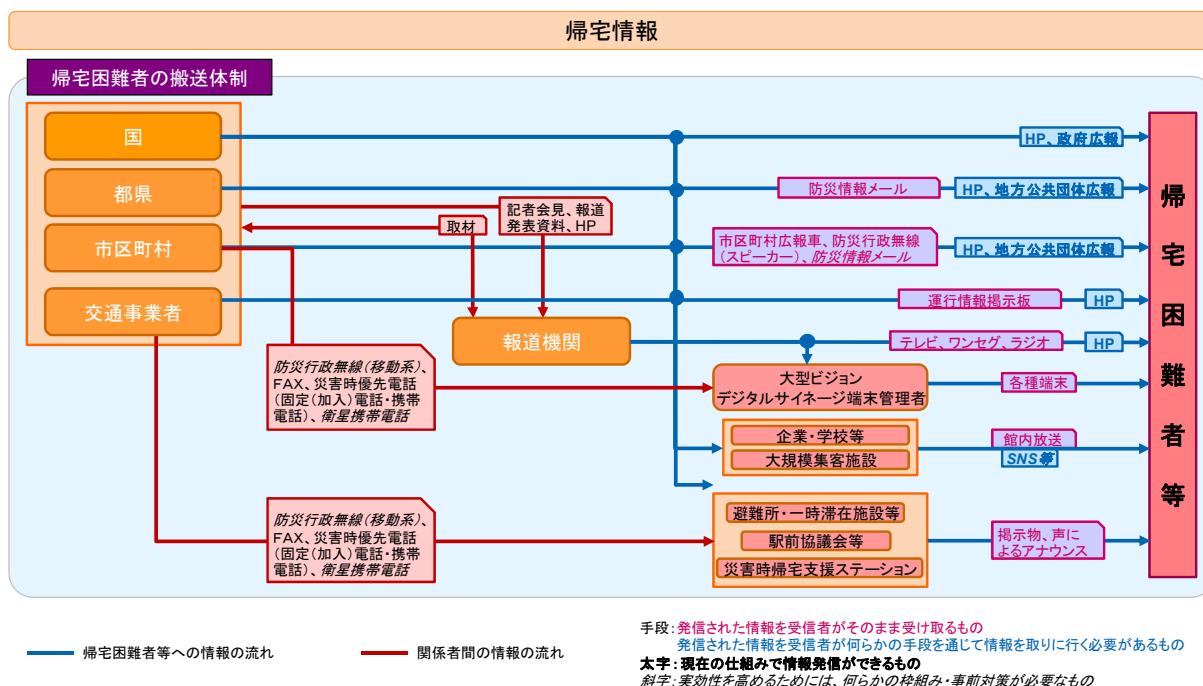 帰宅情報
帰宅困難者の搬送体制
国
HP、政府広報
都県
防災情報メール
HP、地方公共団体広報
記者会見、報道
発表資料、HP
取材
市区町村
市区町村広報車、防災行政無線
(スピーカー)、防災情報メール
HP、地方公共団体広報
交通事業者
運行情報掲示板
HP
報道機関
テレビ、ワンセグ、ラジオ
HP
防災行政無線(移動系)、
FAX、災害時優先電話
(固定(加入)電話・携帯
電話)、衛星携帯電話
大型ビジョン
デジタルサイネージ端末管理者
各種端末
企業・学校等
大規模集客施設
館内放送
SNS等
防災行政無線(移動系)、
FAX、災害時優先電話
(固定(加入)電話・携帯
電話)、衛星携帯電話
避難所・一時滞在施設等
駅前協議会等
災害時帰宅支援ステーション
掲示物、声に
よるアナウンス
帰宅困難者等
帰宅困難者等への情報の流れ
関係者間の情報の流れ
手段:発信された情報を受信者がそのまま受け取るもの
発信された情報を受信者が何らかの手段を通じて情報を取りに行く必要があるもの
太字:現在の仕組みで情報発信ができるもの
斜字:実効性を高めるためには、何らかの枠組み・事前対策が必要なもの